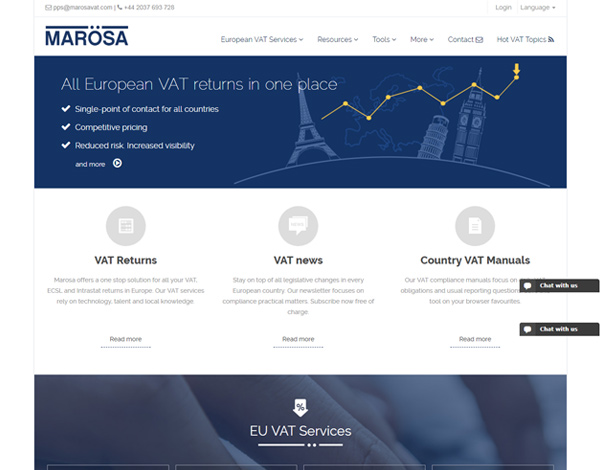 pps@marosavat.com | +44 2037 693 728 Login Language
MARÖSA European VAT Services Resources Tools More Contact Hot VAT Topics
All European VAT returns in one place
Single-point of contact for all countries
Competitive pricing
Reduced risk. Increased visibility
and more
VAT Returns
Marosa offers a one stop solution for all your VAT,
ECSL and Intrastat returns in Europe. Our VAT services
rely on technology, talent and local knowledge.
Read more
NEWS
VAT news
Stay on top of all legislative changes in every
European country. Our newsletter focuses on
compliance practical matters. Subscribe now free of
charge.
Read more
Country VAT Manuals
Our VAT compliance manuals focus on
obligations and usual reporting question
tool on your browser favourites.
Read more
Chat with us
Chat with us
%
EU VAT Services